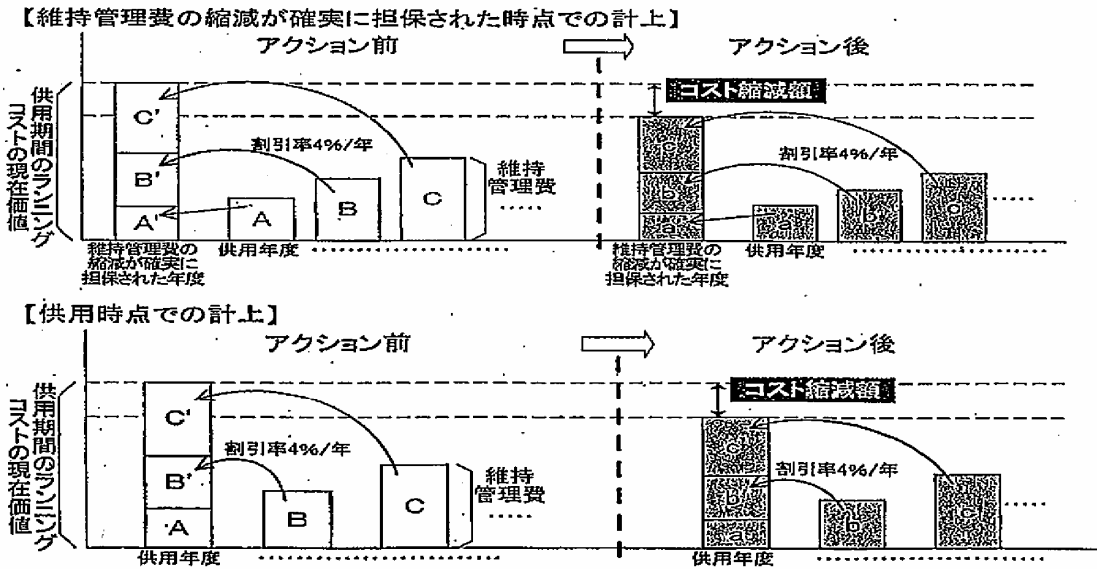 【維持管理費の縮減が確実に担保された時点での計上】
アクション前
アクション後
供用期間のランニング
コストの現在価値
C'
B'
A'
割引率4%/年
A
B
C
維持
管理費
‥‥‥
維持管理費の
縮減が確実に
担保された年度
供用年度
コスト縮減額
c
b
a
割引率4%/年
a
b
c
維持管理費の
縮減が確実に
担保された年度
供用年度
【供用時点での計上】
アクション前
アクション後
供用期間のランニング
コストの現在価値
C'
B'
A
割引率4%/年
B
C
維持
管理費
供用年度
コスト縮減額
c
b
a
割引率4%/年
b
c
供用年度